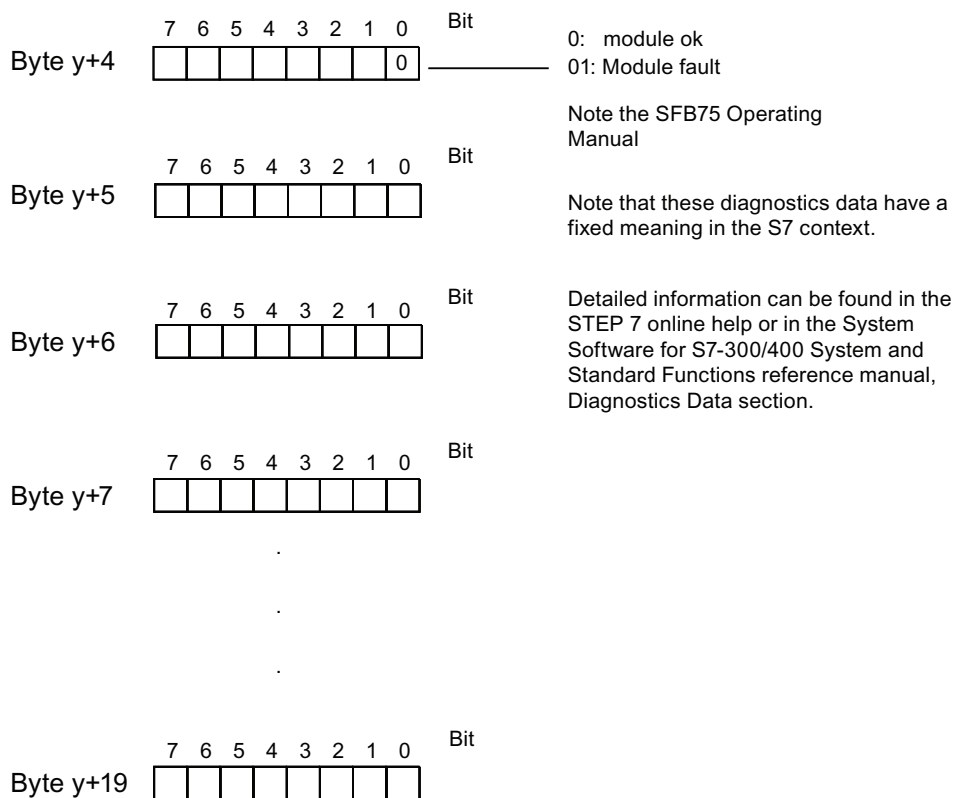 7 6 5 4 3 2 1 0 Bit
Byte y+4 0
0: module ok
01: Module fault
Note the SFB75 Operating
Manual
7 6 5 4 3 2 1 0 Bit
Byte y+5
Note that these diagnostics data have a
fixed meaning in the S7 context.
7 6 5 4 3 2 1 0 Bit
Byte y+6
Detailed information can be found in the
STEP 7 online help or in the System
Software for S7-300/400 System and
Standard Functions reference manual,
Diagnostics Data section.
7 6 5 4 3 2 1 0 Bit
Byte y+7
.
.
.
7 6 5 4 3 2 1 0 Bit
Byte y+19